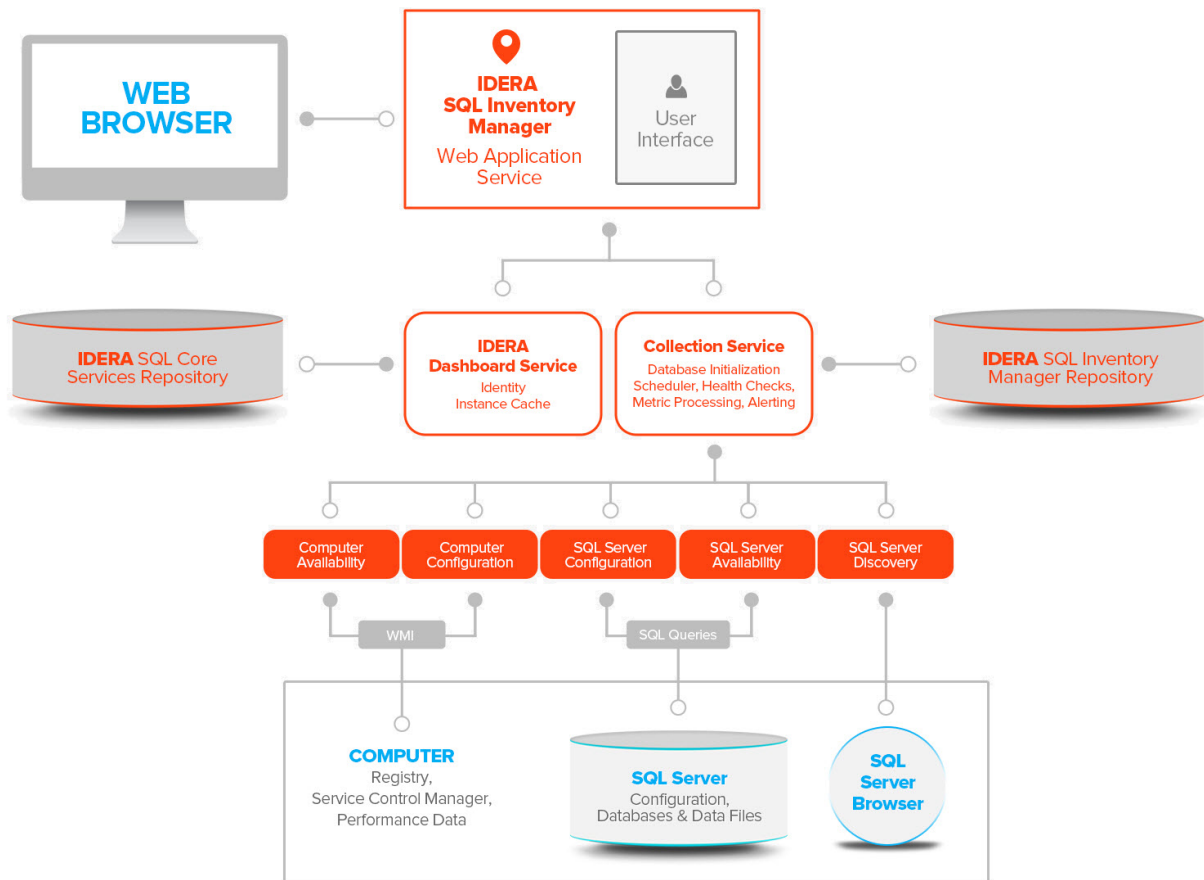 WEB
BROWSER
IDERA
SQL Inventory
Manager
Web Application
Service
User
Interface
IDERA SQL Core
Services Repository
IDERA
Dashboard Service
Identity
Instance Cache
Collection Service
Database Initialization
Scheduler, Health Checks,
Metric Processing, Alerting
IDERA SQL Inventory
Manager Repository
Computer
Availability
Computer
Configuration
SQL Server
Configuration
SQL Server
Availability
SQL Server
Discovery
WMI
SQL Queries
COMPUTER
Registry,
Service Control Manager,
Performance Data
SQL Server
Configuration,
Databases & Data Files
SQL
Server
Browser